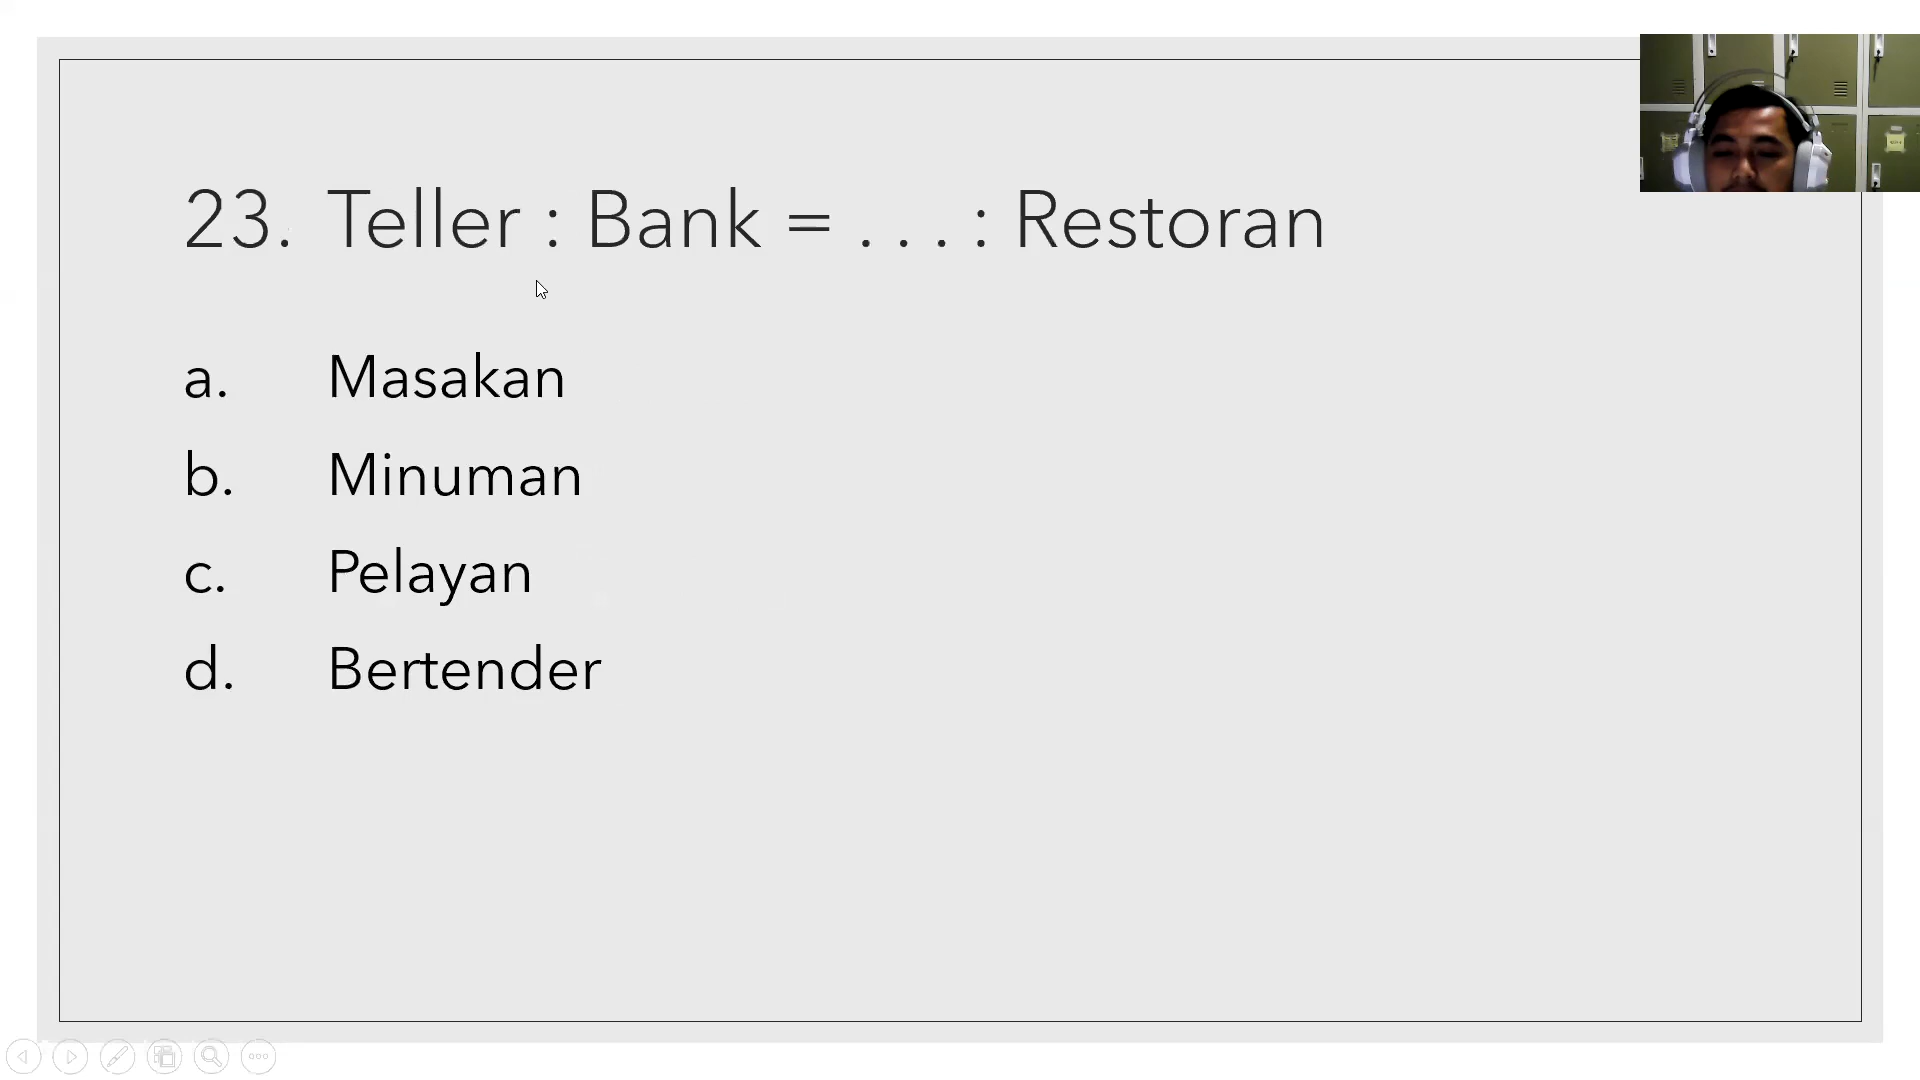 23. Teller : Bank = . . . : Restoran
a. Masakan
b. Minuman
c. Pelayan
d. Bertender